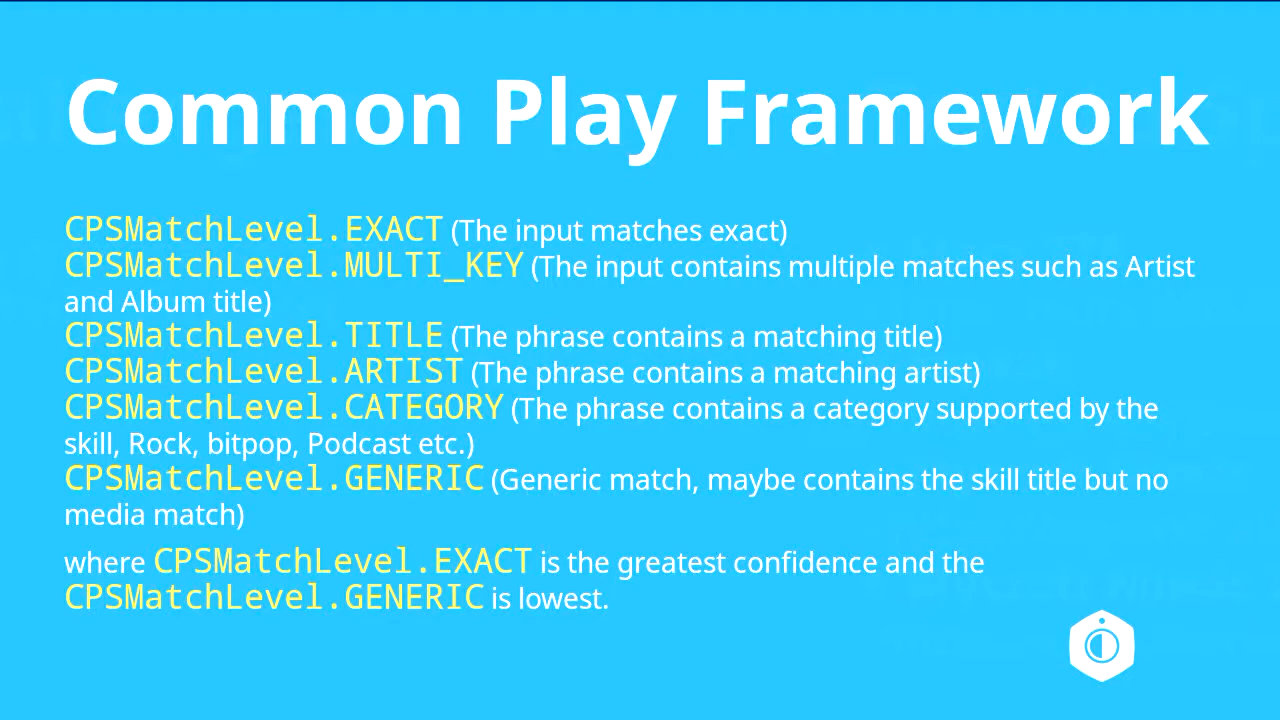 Common Play Framework
CPSMatchLevel.EXACT (The input matches exact)
CPSMatchLevel.MULTI_KEY (The input contains multiple matches such as Artist
and Album title)
CPSMatchLevel.TITLE (The phrase contains a matching title)
CPSMatchLevel.ARTIST (The phrase contains a matching artist)
CPSMatchLevel.CATEGORY (The phrase contains a category supported by the
skill, Rock, bitpop, Podcast etc.)
CPSMatchLevel.GENERIC (Generic match, maybe contains the skill title but no
media match)
where CPSMatchLevel.EXACT is the greatest confidence and the
CPSMatchLevel.GENERIC is lowest.